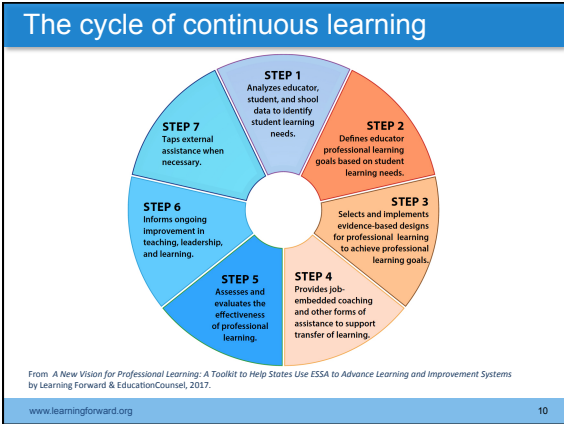 The cycle of continuous learning
STEP 1
Analyzes educator,
student, and shool
data to identify
student learning
needs.
STEP 2
Defines educator
professional learning
goals based on student
learning needs.
STEP 3
Selects and implements
evidence-based designs
for professional learning
to achieve professional
learning goals.
STEP 4
Provides job-
embedded coaching
and other forms of
assistance to support
transfer of learning.
STEP 5
Assesses and
evaluates the
effectiveness
of professional
learning.
STEP 6
Informs ongoing
improvement in
teaching, leadership,
and learning.
STEP 7
Taps external
assistance when
necessary.
From A New Vision for Professional Learning: A Toolkit to Help States Use ESSA to Advance Learning and Improvement Systems
by Learning Forward & EducationCounsel, 2017.
www.learningforward.org
10